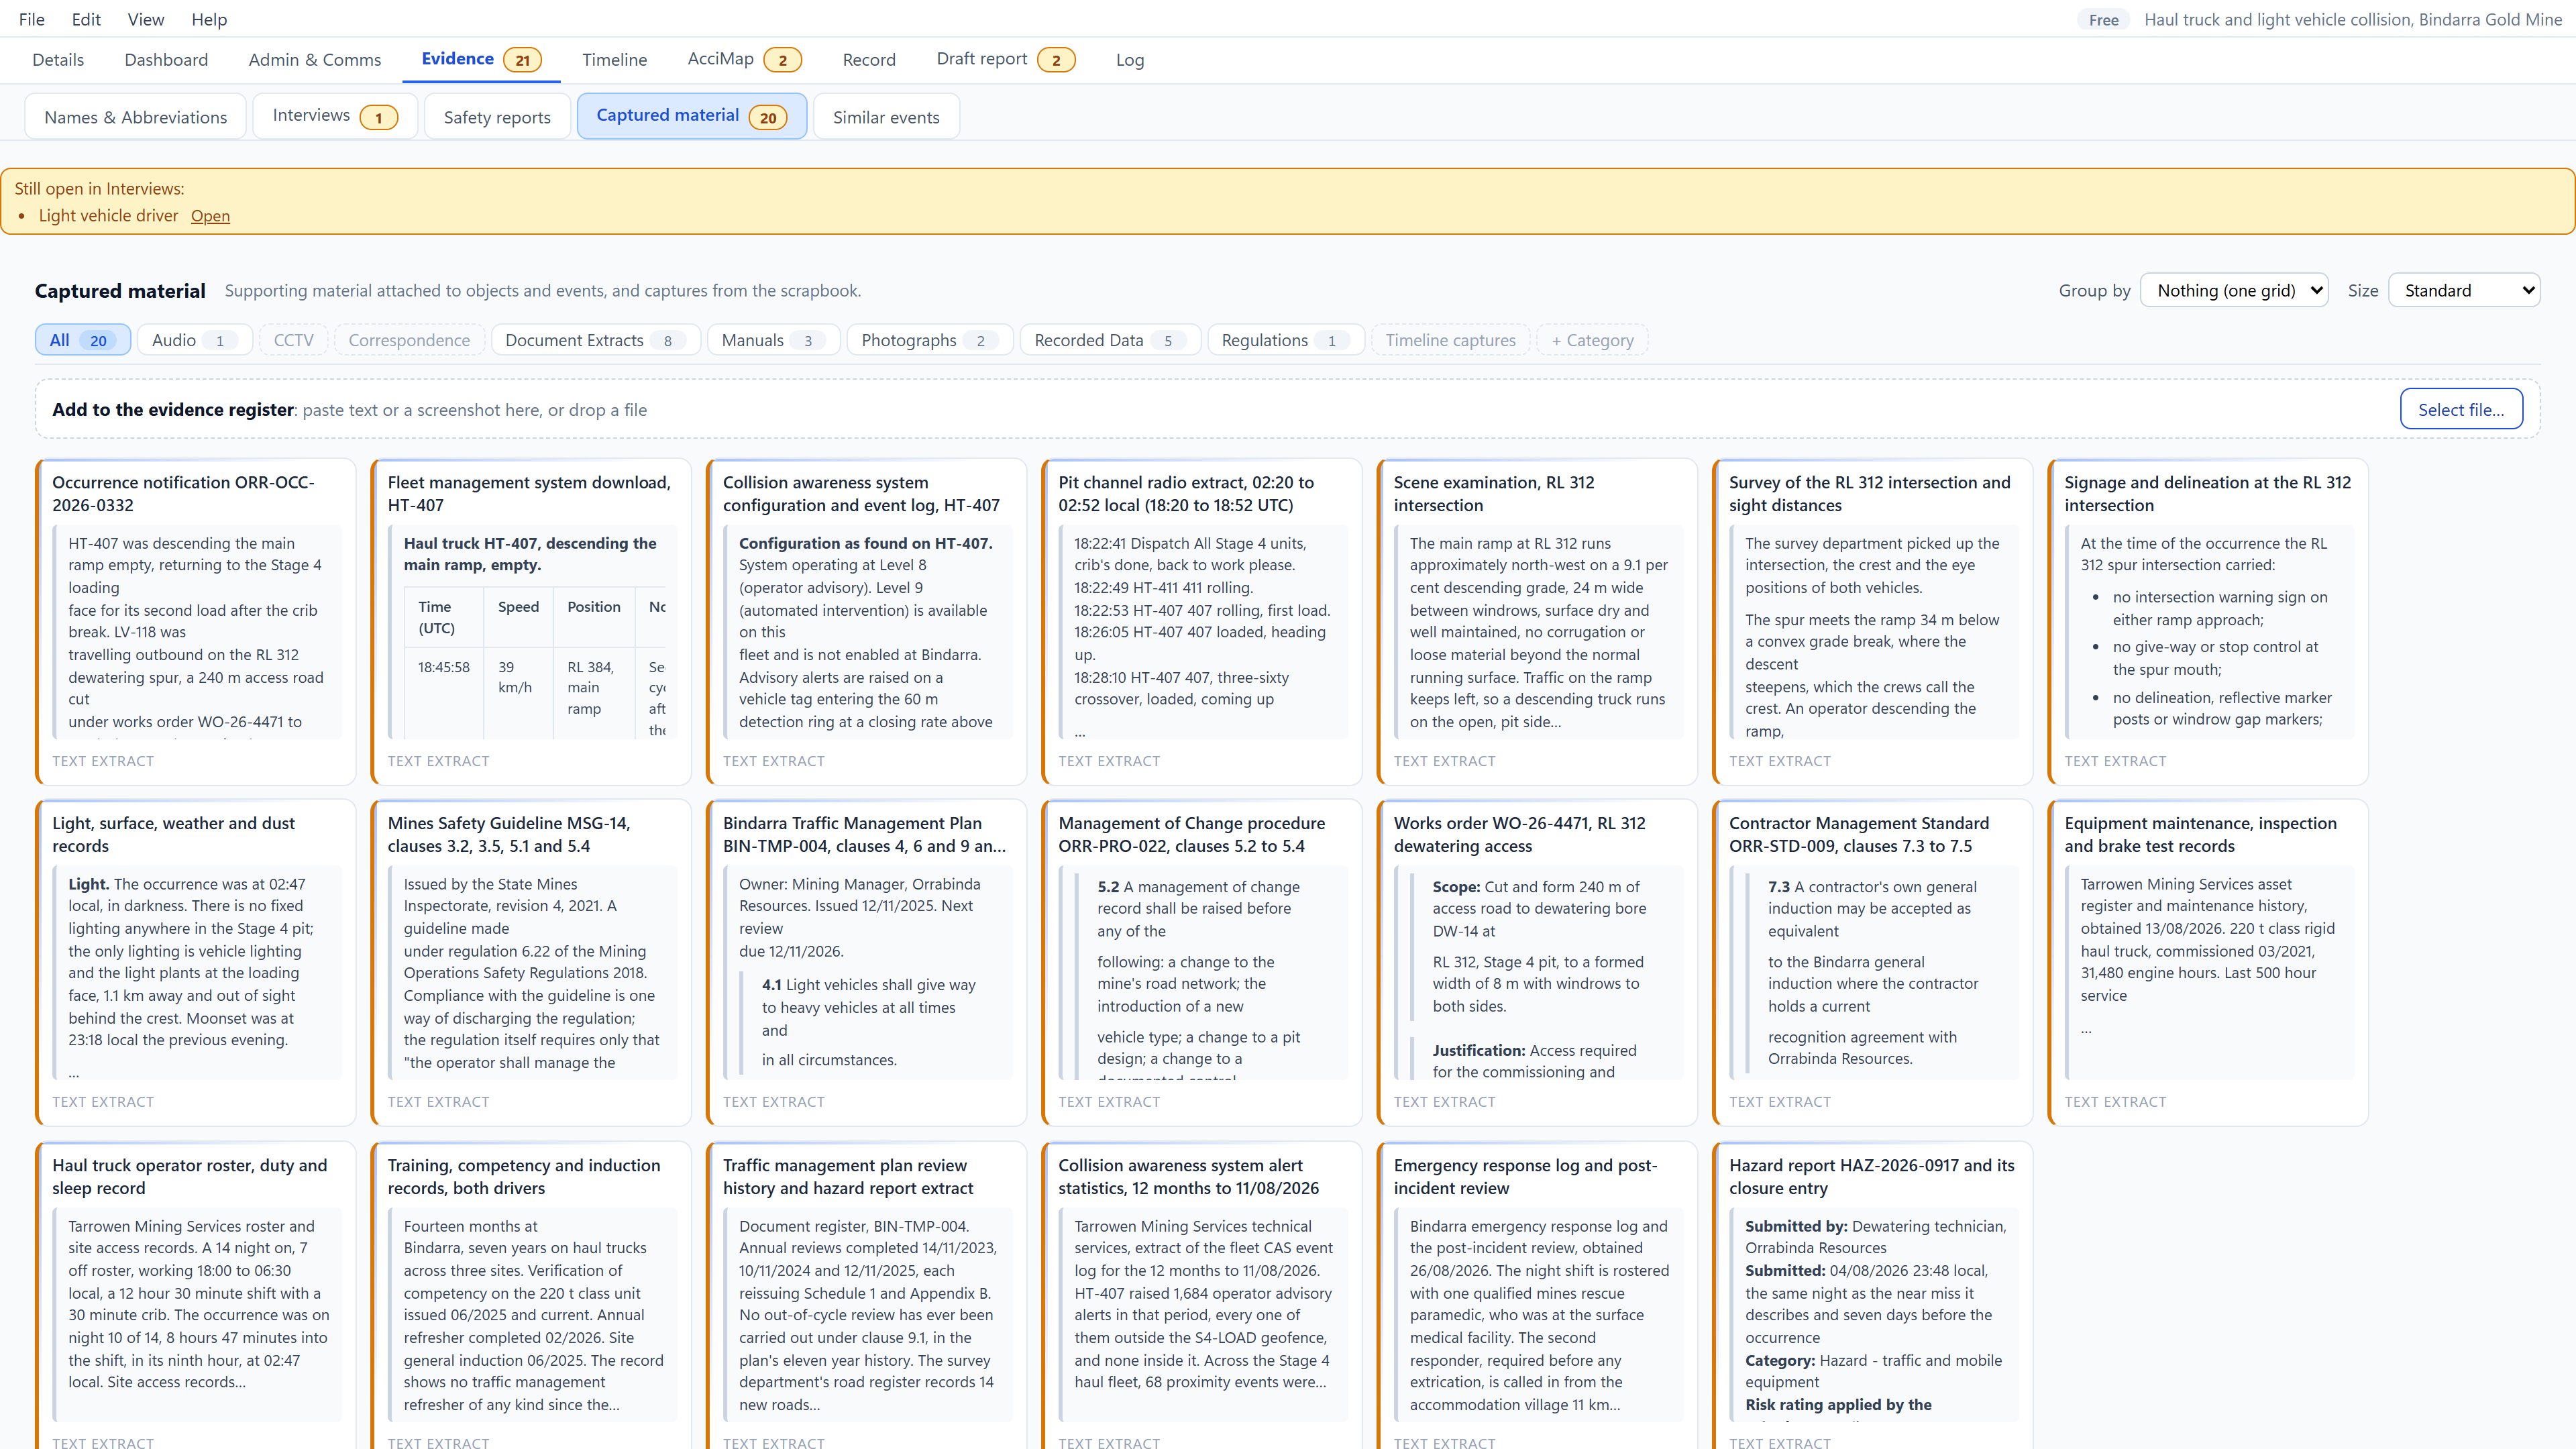 File Edit View Help Free Haul truck and light vehicle collision, Bindarra Gold Mine
Details Dashboard Admin & Comms Evidence 21 Timeline AcciMap 2 Record Draft report 2 Log
Names & Abbreviations Interviews 1 Safety reports Captured material 20 Similar events
Still open in Interviews:
• Light vehicle driver Open
Captured material Supporting material attached to objects and events, and captures from the scrapbook. Group by Nothing (one grid) Size Standard
All 20 Audio 1 CCTV Correspondence Document Extracts 8 Manuals 3 Photographs 2 Recorded Data 5 Regulations 1 Timeline captures + Category
Add to the evidence register: paste text or a screenshot here, or drop a file Select file...
Occurrence notification ORR-OCC-
2026-0332
HT-407 was descending the main
ramp empty, returning to the Stage 4
loading
face for its second load after the crib
break. LV-118 was
travelling outbound on the RL 312
dewatering spur, a 240 m access road
cut
under works order WO-26-4471 to
TEXT EXTRACT
Fleet management system download,
HT-407
Haul truck HT-407, descending the
main ramp, empty.
Time Speed Position No
(UTC)
18:45:58 39 RL 384, Se
km/h main cyc
ramp aft
the
TEXT EXTRACT
Collision awareness system
configuration and event log, HT-407
Configuration as found on HT-407.
System operating at Level 8
(operator advisory). Level 9
(automated intervention) is available
on this
fleet and is not enabled at Bindarra.
Advisory alerts are raised on a
vehicle tag entering the 60 m
detection ring at a closing rate above
TEXT EXTRACT
Pit channel radio extract, 02:20 to
02:52 local (18:20 to 18:52 UTC)
18:22:41 Dispatch All Stage 4 units,
crib's done, back to work please.
18:22:49 HT-411 411 rolling.
18:22:53 HT-407 407 rolling, first load.
18:26:05 HT-407 407 loaded, heading
up.
18:28:10 HT-407 407, three-sixty
crossover, loaded, coming up
...
TEXT EXTRACT
Scene examination, RL 312
intersection
The main ramp at RL 312 runs
approximately north-west on a 9.1 per
cent descending grade, 24 m wide
between windrows, surface dry and
well maintained, no corrugation or
loose material beyond the normal
running surface. Traffic on the ramp
keeps left, so a descending truck runs
on the open, pit side...
TEXT EXTRACT
Survey of the RL 312 intersection and
sight distances
The survey department picked up the
intersection, the crest and the eye
positions of both vehicles.
The spur meets the ramp 34 m below
a convex grade break, where the
descent
steepens, which the crews call the
crest. An operator descending the
ramp,
TEXT EXTRACT
Signage and delineation at the RL 312
intersection
At the time of the occurrence the RL
312 spur intersection carried:
• no intersection warning sign on
either ramp approach;
• no give-way or stop control at
the spur mouth;
• no delineation, reflective marker
posts or windrow gap markers;
TEXT EXTRACT
Light, surface, weather and dust
records
Light. The occurrence was at 02:47
local, in darkness. There is no fixed
lighting anywhere in the Stage 4 pit;
the only lighting is vehicle lighting
and the light plants at the loading
face, 1.1 km away and out of sight
behind the crest. Moonset was at
23:18 local the previous evening.
...
TEXT EXTRACT
Mines Safety Guideline MSG-14,
clauses 3.2, 3.5, 5.1 and 5.4
Issued by the State Mines
Inspectorate, revision 4, 2021. A
guideline made
under regulation 6.22 of the Mining
Operations Safety Regulations 2018.
Compliance with the guideline is one
way of discharging the regulation;
the regulation itself requires only that
"the operator shall manage the
TEXT EXTRACT
Bindarra Traffic Management Plan
BIN-TMP-004, clauses 4, 6 and 9 an...
Owner: Mining Manager, Orrabinda
Resources. Issued 12/11/2025. Next
review
due 12/11/2026.
4.1 Light vehicles shall give way
to heavy vehicles at all times
and
in all circumstances.
TEXT EXTRACT
Management of Change procedure
ORR-PRO-022, clauses 5.2 to 5.4
5.2 A management of change
record shall be raised before
any of the
following: a change to the
mine's road network; the
introduction of a new
vehicle type; a change to a pit
design; a change to a
documented control
TEXT EXTRACT
Works order WO-26-4471, RL 312
dewatering access
Scope: Cut and form 240 m of
access road to dewatering bore
DW-14 at
RL 312, Stage 4 pit, to a formed
width of 8 m with windrows to
both sides.
Justification: Access required
for the commissioning and
TEXT EXTRACT
Contractor Management Standard
ORR-STD-009, clauses 7.3 to 7.5
7.3 A contractor's own general
induction may be accepted as
equivalent
to the Bindarra general
induction where the contractor
holds a current
recognition agreement with
Orrabinda Resources.
TEXT EXTRACT
Equipment maintenance, inspection
and brake test records
Tarrowen Mining Services asset
register and maintenance history,
obtained 13/08/2026. 220 t class rigid
haul truck, commissioned 03/2021,
31,480 engine hours. Last 500 hour
service
...
TEXT EXTRACT
Haul truck operator roster, duty and
sleep record
Tarrowen Mining Services roster and
site access records. A 14 night on, 7
off roster, working 18:00 to 06:30
local, a 12 hour 30 minute shift with a
30 minute crib. The occurrence was on
night 10 of 14, 8 hours 47 minutes into
the shift, in its ninth hour, at 02:47
local. Site access records...
TEXT EXTRACT
Training, competency and induction
records, both drivers
Fourteen months at
Bindarra, seven years on haul trucks
across three sites. Verification of
competency on the 220 t class unit
issued 06/2025 and current. Annual
refresher completed 02/2026. Site
general induction 06/2025. The record
shows no traffic management
refresher of any kind since the...
TEXT EXTRACT
Traffic management plan review
history and hazard report extract
Document register, BIN-TMP-004.
Annual reviews completed 14/11/2023,
10/11/2024 and 12/11/2025, each
reissuing Schedule 1 and Appendix B.
No out-of-cycle review has ever been
carried out under clause 9.1, in the
plan's eleven year history. The survey
department's road register records 14
new roads...
TEXT EXTRACT
Collision awareness system alert
statistics, 12 months to 11/08/2026
Tarrowen Mining Services technical
services, extract of the fleet CAS event
log for the 12 months to 11/08/2026.
HT-407 raised 1,684 operator advisory
alerts in that period, every one of
them outside the S4-LOAD geofence,
and none inside it. Across the Stage 4
haul fleet, 68 proximity events were...
TEXT EXTRACT
Emergency response log and post-
incident review
Bindarra emergency response log and
the post-incident review, obtained
26/08/2026. The night shift is rostered
with one qualified mines rescue
paramedic, who was at the surface
medical facility. The second
responder, required before any
extrication, is called in from the
accommodation village 11 km...
TEXT EXTRACT
Hazard report HAZ-2026-0917 and its
closure entry
Submitted by: Dewatering technician,
Orrabinda Resources
Submitted: 04/08/2026 23:48 local,
the same night as the near miss it
describes and seven days before the
occurrence
Category: Hazard - traffic and mobile
equipment
Risk rating applied by the
TEXT EXTRACT